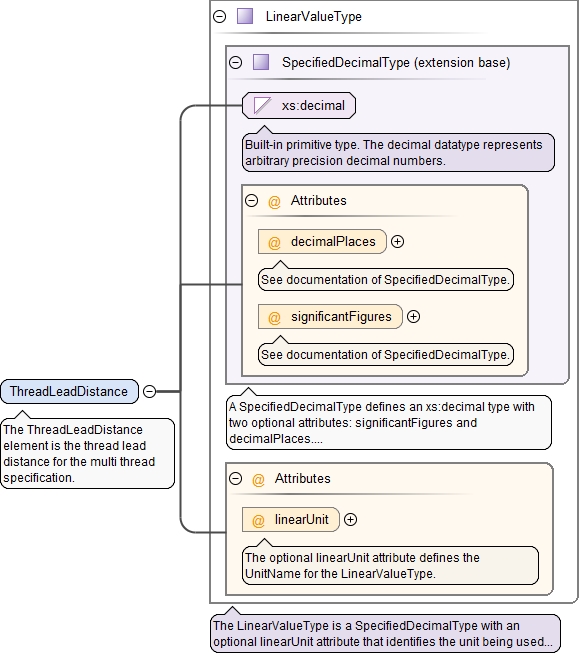 LinearValueType
SpecifiedDecimalType (extension base)
xs:decimal
Built-in primitive type. The decimal datatype represents
arbitrary precision decimal numbers.
@ Attributes
@ decimalPlaces
See documentation of SpecifiedDecimalType.
@ significantFigures
See documentation of SpecifiedDecimalType.
ThreadLeadDistance
The ThreadLeadDistance
element is the thread lead
distance for the multi thread
specification.
A SpecifiedDecimalType defines an xs:decimal type with
two optional attributes: significantFigures and
decimalPlaces....
@ Attributes
@ linearUnit
The optional linearUnit attribute defines the
UnitName for the LinearValueType.
The LinearValueType is a SpecifiedDecimalType with an
optional linearUnit attribute that identifies the unit being used...